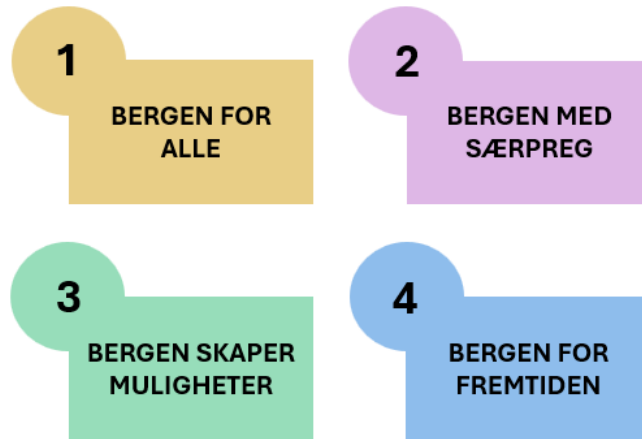 1
BERGEN FOR
ALLE
2
BERGEN MED
SÆRPREG
3
BERGEN SKAPER
MULIGHETER
4
BERGEN FOR
FREMTIDEN